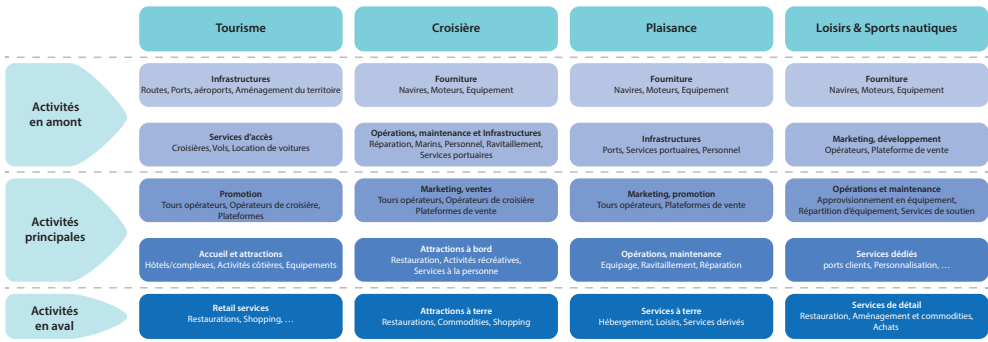 Tourisme
Croisière
Plaisance
Loisirs & Sports nautiques
Activités
en amont
Infrastructures
Routes, Ports, aéroports, Aménagement du territoire
Fourniture
Navires, Moteurs, Equipement
Fourniture
Navires, Moteurs, Equipement
Fourniture
Navires, Moteurs, Equipement
Services d'accès
Croisières, Vols, Location de voitures
Opérations, maintenance et Infrastructures
Réparation, Marins, Personnel, Ravitaillement,
Services portuaires
Infrastructures
Ports, Services portuaires, Personnel
Marketing, développement
Opérateurs, Plateforme de vente
Activités
principales
Promotion
Tours opérateurs, Opérateurs de croisière,
Plateformes
Marketing, ventes
Tours opérateurs, Opérateurs de croisière
Plateformes de vente
Marketing, promotion
Tours opérateurs, Plateformes de vente
Opérations et maintenance
Approvisionnement en équipement,
Répartition d'équipement, Services de soutien
Accueil et attractions
Hôtels/complexes, Activités côtières, Equipements
Attractions à bord
Restauration, Activités récréatives,
Services à la personne
Opérations, maintenance
Equipage, Ravitaillement, Réparation
Services dédiés
ports clients, Personnalisation, …
Activités
en aval
Retail services
Restaurations, Shopping, …
Attractions à terre
Restaurations, Commodities, Shopping
Services à terre
Hébergement, Loisirs, Services dérivés
Services de détail
Restauration, Aménagement et commodities,
Achats